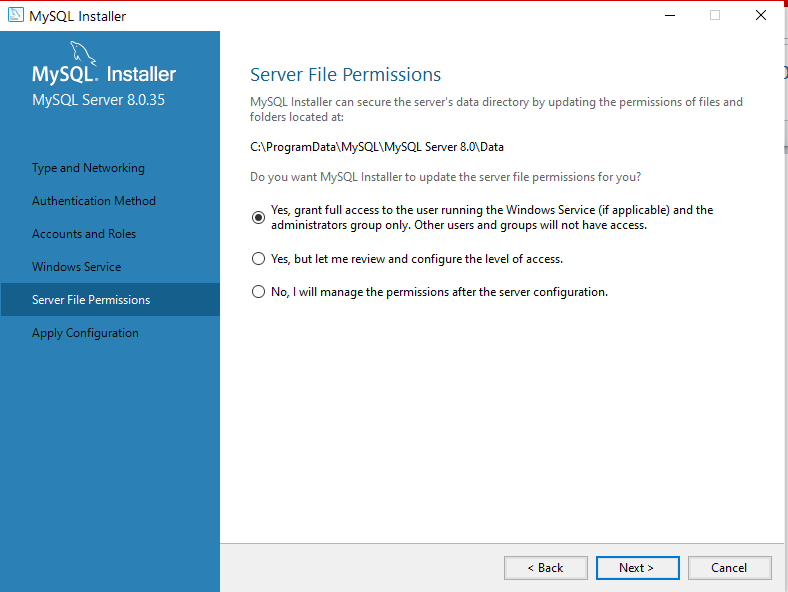 MySQL Installer
MySQL. Installer
MySQL Server 8.0.35
Type and Networking
Authentication Method
Accounts and Roles
Windows Service
Server File Permissions
Apply Configuration
Server File Permissions
MySQL Installer can secure the server's data directory by updating the permissions of files and
folders located at:
C:\ProgramData\MySQL\MySQL Server 8.0\Data
Do you want MySQL Installer to update the server file permissions for you?
Yes, grant full access to the user running the Windows Service (if applicable) and the
administrators group only. Other users and groups will not have access.
Yes, but let me review and configure the level of access.
No, I will manage the permissions after the server configuration.
< Back
Next >
Cancel